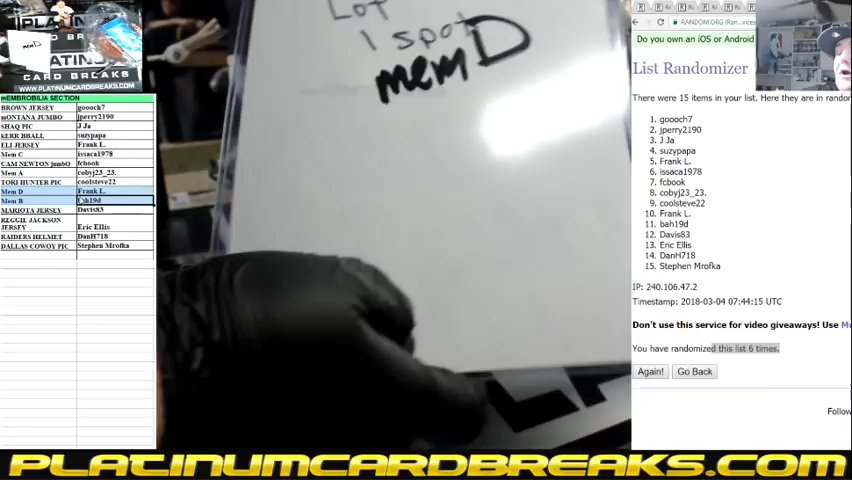 PLATINUM
CARD BREAKS
WWW.PLATINUMCARDBREAKS.COM
mem D
mEMBROBILIA SECTION
BROWN JERSEY goooch7
mONTANA JUMBO jperry2190
SHAQ PIC J Ja
kERR BBALL suzypapa
ELI JERSEY Frank L.
Mem C issaca1978
CAM NEWTON jumbO fcbook
Mem A cobyj23_23.
TORI HUNTER PIC coolsteve22
Mem D Frank L.
Mem B bah19d
MARIOTA JERSEY Davis83
REGGIE JACKSON
JERSEY Eric Ellis
RAIDERS HELMET DanH718
DALLAS COWOY PIC Stephen Mrofka
Lot
1 spot
mem D
RANDOM.ORG (Ran
Do you own an iOS or Android
List Randomizer
There were 15 items in your list. Here they are in random
1. goooch7
2. jperry2190
3. J Ja
4. suzypapa
5. Frank L.
6. issaca1978
7. fcbook
8. cobyj23_23.
9. coolsteve22
10. Frank L.
11. bah19d
12. Davis83
13. Eric Ellis
14. DanH718
15. Stephen Mrofka
IP: 240.106.47.2
Timestamp: 2018-03-04 07:44:15 UTC
Don't use this service for video giveaways! Use
You have randomized this list 6 times.
Again! Go Back
Follow
PLATINUMCARDBREAKS.COM